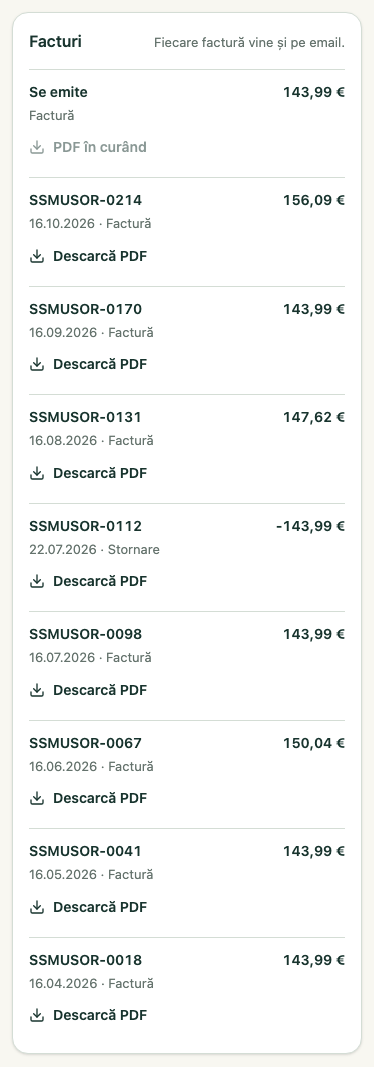 Facturi
Fiecare factură vine și pe email.
Se emite
143,99 €
Factură
PDF în curând
SSMUSOR-0214
156,09 €
16.10.2026 · Factură
Descarcă PDF
SSMUSOR-0170
143,99 €
16.09.2026 · Factură
Descarcă PDF
SSMUSOR-0131
147,62 €
16.08.2026 · Factură
Descarcă PDF
SSMUSOR-0112
-143,99 €
22.07.2026 · Stornare
Descarcă PDF
SSMUSOR-0098
143,99 €
16.07.2026 · Factură
Descarcă PDF
SSMUSOR-0067
150,04 €
16.06.2026 · Factură
Descarcă PDF
SSMUSOR-0041
143,99 €
16.05.2026 · Factură
Descarcă PDF
SSMUSOR-0018
143,99 €
16.04.2026 · Factură
Descarcă PDF